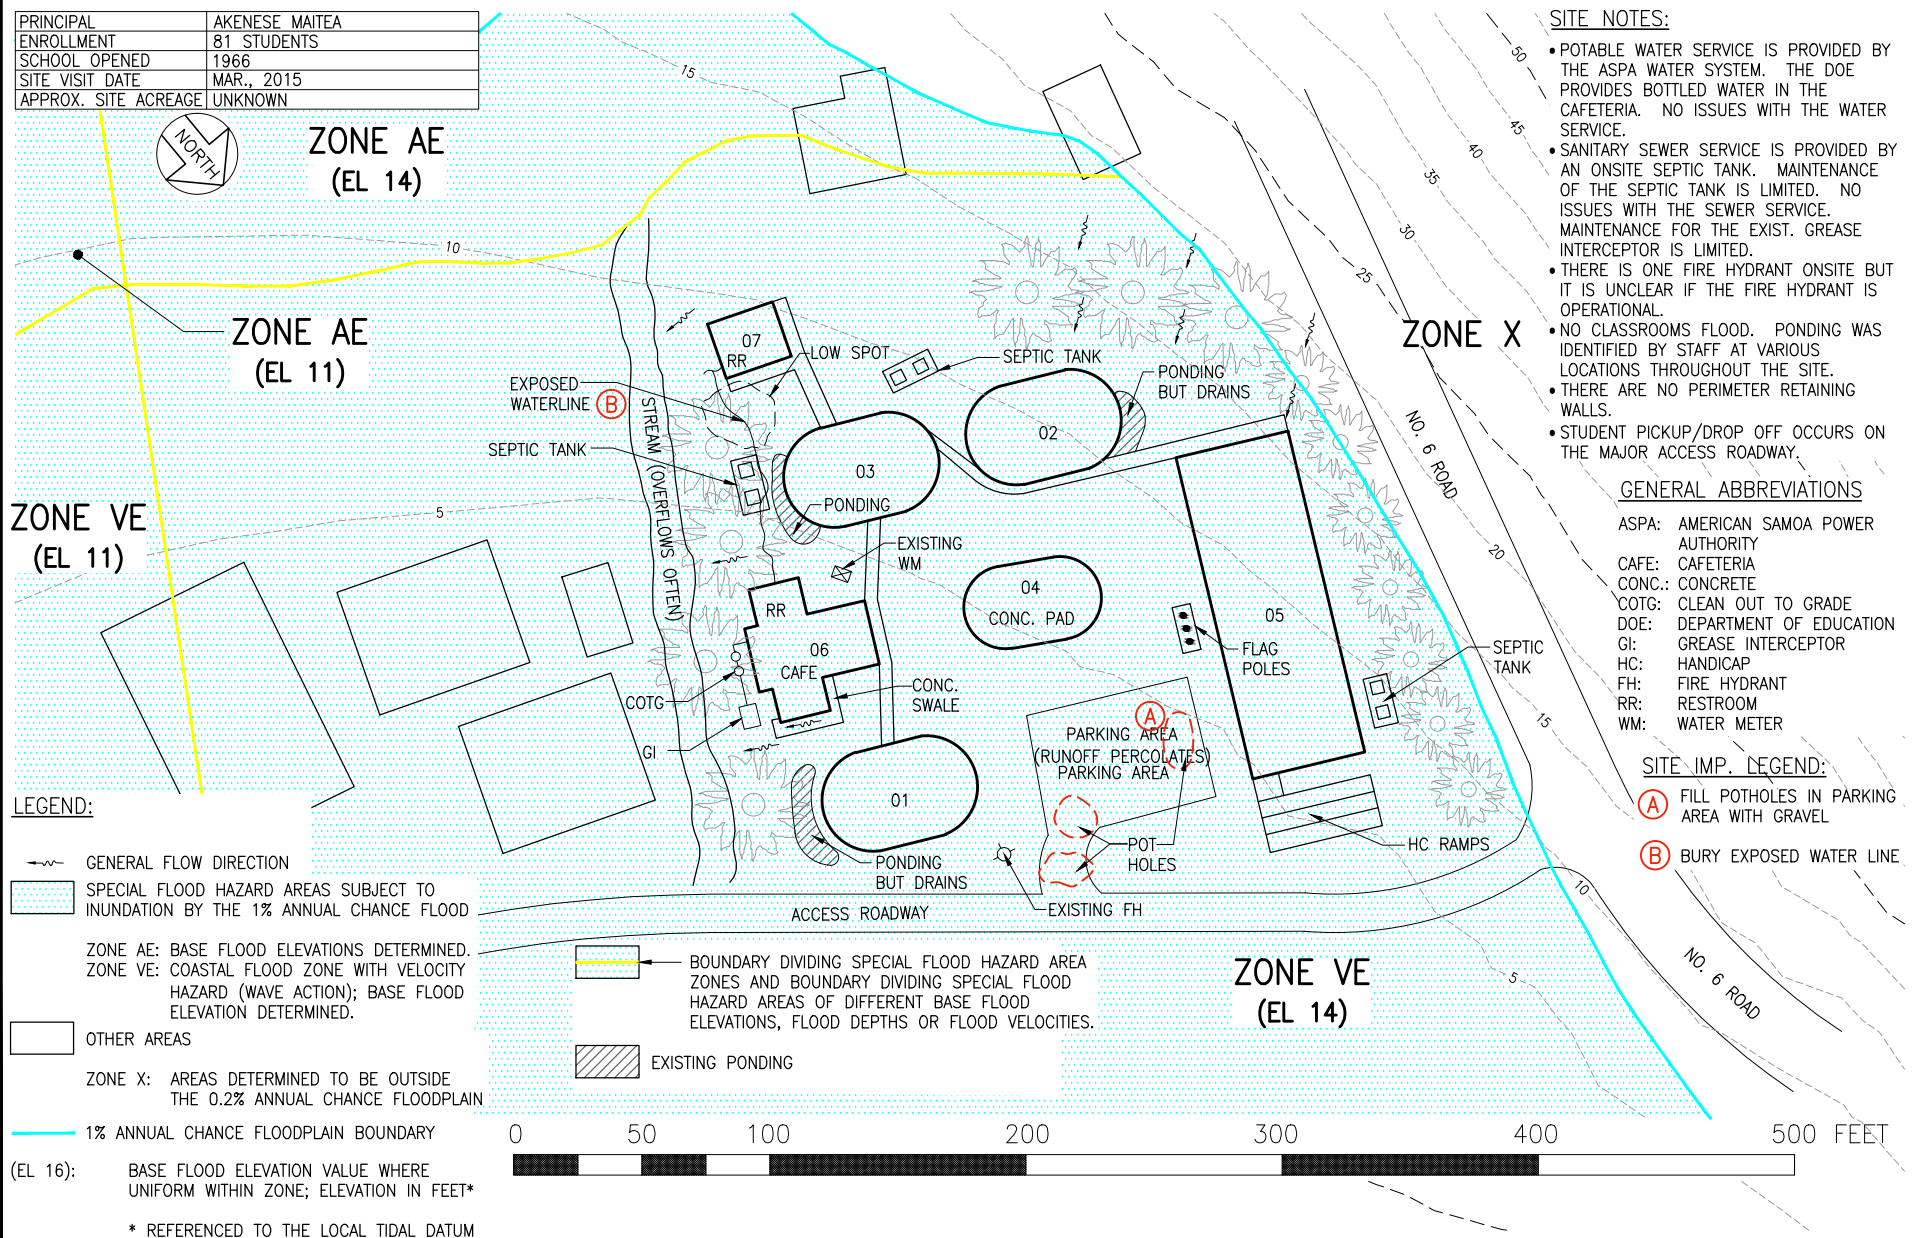 PRINCIPAL AKENESE MAITEA
ENROLLMENT 81 STUDENTS
SCHOOL OPENED 1966
SITE VISIT DATE MAR., 2015
APPROX. SITE ACREAGE UNKNOWN
NORTH
ZONE AE
(EL 14)
ZONE AE
(EL 11)
ZONE VE
(EL 11)
ZONE X
ZONE VE
(EL 14)
15
10
5
50
45
40
35
30
25
20
15
10
5
07
RR
LOW SPOT
SEPTIC TANK
PONDING
BUT DRAINS
EXPOSED
WATERLINE
B
SEPTIC TANK
STREAM (OVERFLOWS OFTEN)
03
02
PONDING
EXISTING
WM
04
CONC. PAD
05
FLAG
POLES
SEPTIC
TANK
RR
06
CAFE
CONC.
SWALE
COTG
GI
A
PARKING AREA
(RUNOFF PERCOLATES)
PARKING AREA
01
PONDING
BUT DRAINS
POT
HOLES
HC RAMPS
EXISTING FH
ACCESS ROADWAY
NO. 6 ROAD
NO. 6 ROAD
SITE NOTES:
• POTABLE WATER SERVICE IS PROVIDED BY
THE ASPA WATER SYSTEM. THE DOE
PROVIDES BOTTLED WATER IN THE
CAFETERIA. NO ISSUES WITH THE WATER
SERVICE.
• SANITARY SEWER SERVICE IS PROVIDED BY
AN ONSITE SEPTIC TANK. MAINTENANCE
OF THE SEPTIC TANK IS LIMITED. NO
ISSUES WITH THE SEWER SERVICE.
MAINTENANCE FOR THE EXIST. GREASE
INTERCEPTOR IS LIMITED.
• THERE IS ONE FIRE HYDRANT ONSITE BUT
IT IS UNCLEAR IF THE FIRE HYDRANT IS
OPERATIONAL.
• NO CLASSROOMS FLOOD. PONDING WAS
IDENTIFIED BY STAFF AT VARIOUS
LOCATIONS THROUGHOUT THE SITE.
• THERE ARE NO PERIMETER RETAINING
WALLS.
• STUDENT PICKUP/DROP OFF OCCURS ON
THE MAJOR ACCESS ROADWAY.
GENERAL ABBREVIATIONS
ASPA: AMERICAN SAMOA POWER
AUTHORITY
CAFE: CAFETERIA
CONC.: CONCRETE
COTG: CLEAN OUT TO GRADE
DOE: DEPARTMENT OF EDUCATION
GI: GREASE INTERCEPTOR
HC: HANDICAP
FH: FIRE HYDRANT
RR: RESTROOM
WM: WATER METER
SITE IMP. LEGEND:
A FILL POTHOLES IN PARKING
AREA WITH GRAVEL
B BURY EXPOSED WATER LINE
LEGEND:
GENERAL FLOW DIRECTION
SPECIAL FLOOD HAZARD AREAS SUBJECT TO
INUNDATION BY THE 1% ANNUAL CHANCE FLOOD
ZONE AE: BASE FLOOD ELEVATIONS DETERMINED.
ZONE VE: COASTAL FLOOD ZONE WITH VELOCITY
HAZARD (WAVE ACTION); BASE FLOOD
ELEVATION DETERMINED.
OTHER AREAS
ZONE X: AREAS DETERMINED TO BE OUTSIDE
THE 0.2% ANNUAL CHANCE FLOODPLAIN
1% ANNUAL CHANCE FLOODPLAIN BOUNDARY
(EL 16): BASE FLOOD ELEVATION VALUE WHERE
UNIFORM WITHIN ZONE; ELEVATION IN FEET*
* REFERENCED TO THE LOCAL TIDAL DATUM
BOUNDARY DIVIDING SPECIAL FLOOD HAZARD AREA
ZONES AND BOUNDARY DIVIDING SPECIAL FLOOD
HAZARD AREAS OF DIFFERENT BASE FLOOD
ELEVATIONS, FLOOD DEPTHS OR FLOOD VELOCITIES.
EXISTING PONDING
0 50 100 200 300 400 500 FEET